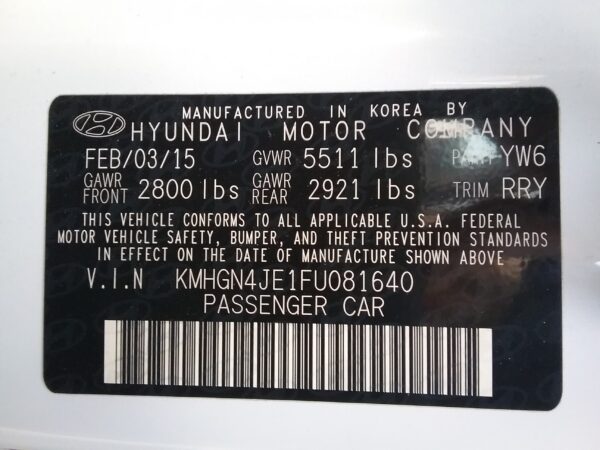 MANUFACTURED IN KOREA BY
HYUNDAI MOTOR COMPANY
FEB/03/15 GVWR 5511 lbs PAINT YW6
GAWR FRONT 2800 lbs GAWR REAR 2921 lbs TRIM RRY
THIS VEHICLE CONFORMS TO ALL APPLICABLE U.S.A. FEDERAL
MOTOR VEHICLE SAFETY, BUMPER, AND THEFT PREVENTION STANDARDS
IN EFFECT ON THE DATE OF MANUFACTURE SHOWN ABOVE
V.I.N KMHGN4JE1FU081640
PASSENGER CAR